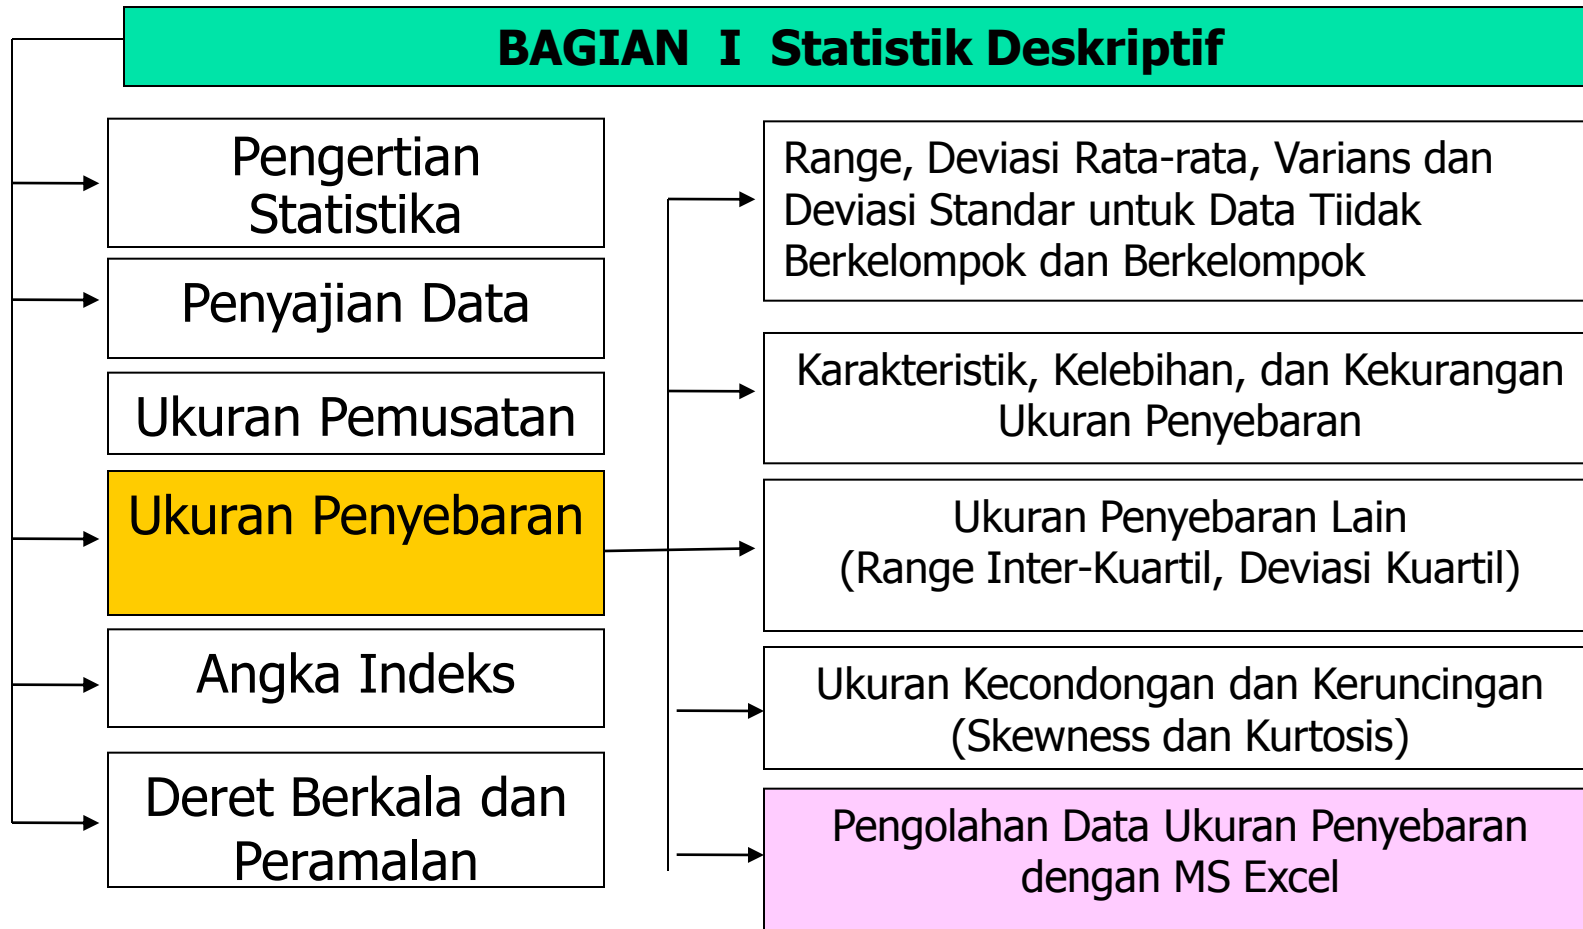 BAGIAN I Statistik Deskriptif
Pengertian
Statistika
Penyajian Data
Ukuran Pemusatan
Ukuran Penyebaran
Angka Indeks
Deret Berkala dan
Peramalan
Range, Deviasi Rata-rata, Varians dan
Deviasi Standar untuk Data Tiidak
Berkelompok dan Berkelompok
Karakteristik, Kelebihan, dan Kekurangan
Ukuran Penyebaran
Ukuran Penyebaran Lain
(Range Inter-Kuartil, Deviasi Kuartil)
Ukuran Kecondongan dan Keruncingan
(Skewness dan Kurtosis)
Pengolahan Data Ukuran Penyebaran
dengan MS Excel